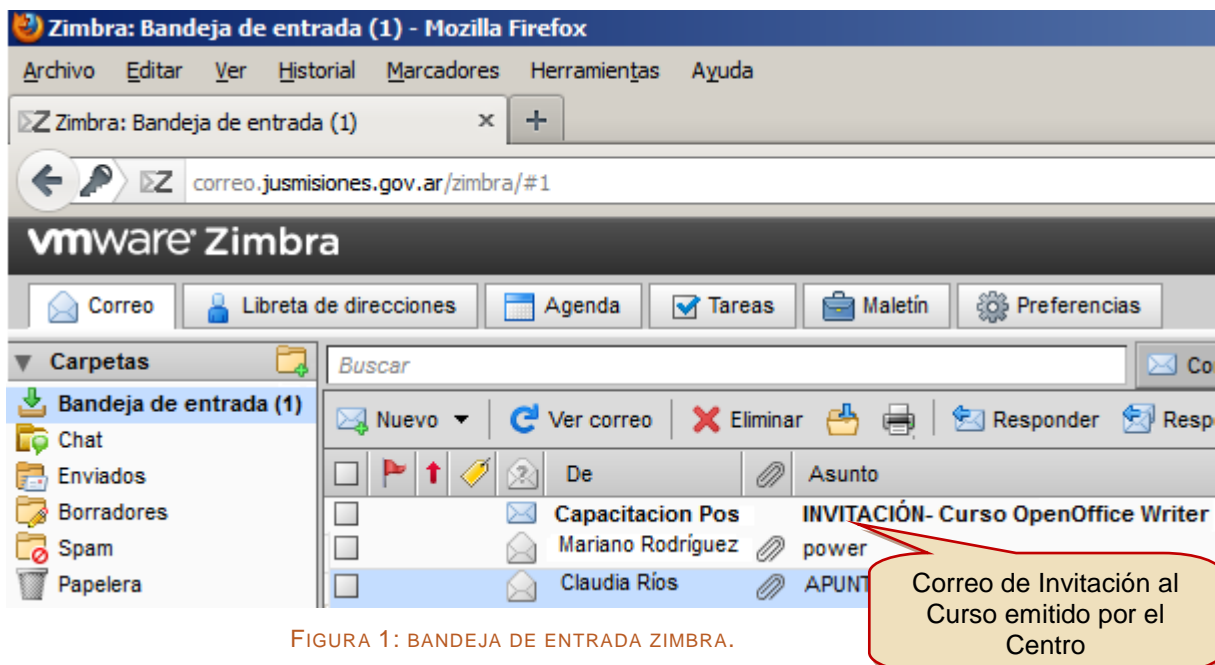 Zimbra: Bandeja de entrada (1) - Mozilla Firefox
Archivo Editar Ver Historial Marcadores Herramientas Ayuda
Zimbra: Bandeja de entrada (1) × +
correo.jusmisiones.gov.ar/zimbra/#1
vmware Zimbra
Correo Libreta de direcciones Agenda Tareas Maletín Preferencias
Carpetas Buscar
Bandeja de entrada (1) Nuevo Ver correo Eliminar Responder
Chat
Enviados De Asunto
Borradores Capacitacion Pos INVITACIÓN- Curso OpenOffice Writer
Spam Mariano Rodríguez power
Papelera Claudia Ríos
Correo de Invitación al
Curso emitido por el
Centro
FIGURA 1: BANDEJA DE ENTRADA ZIMBRA.